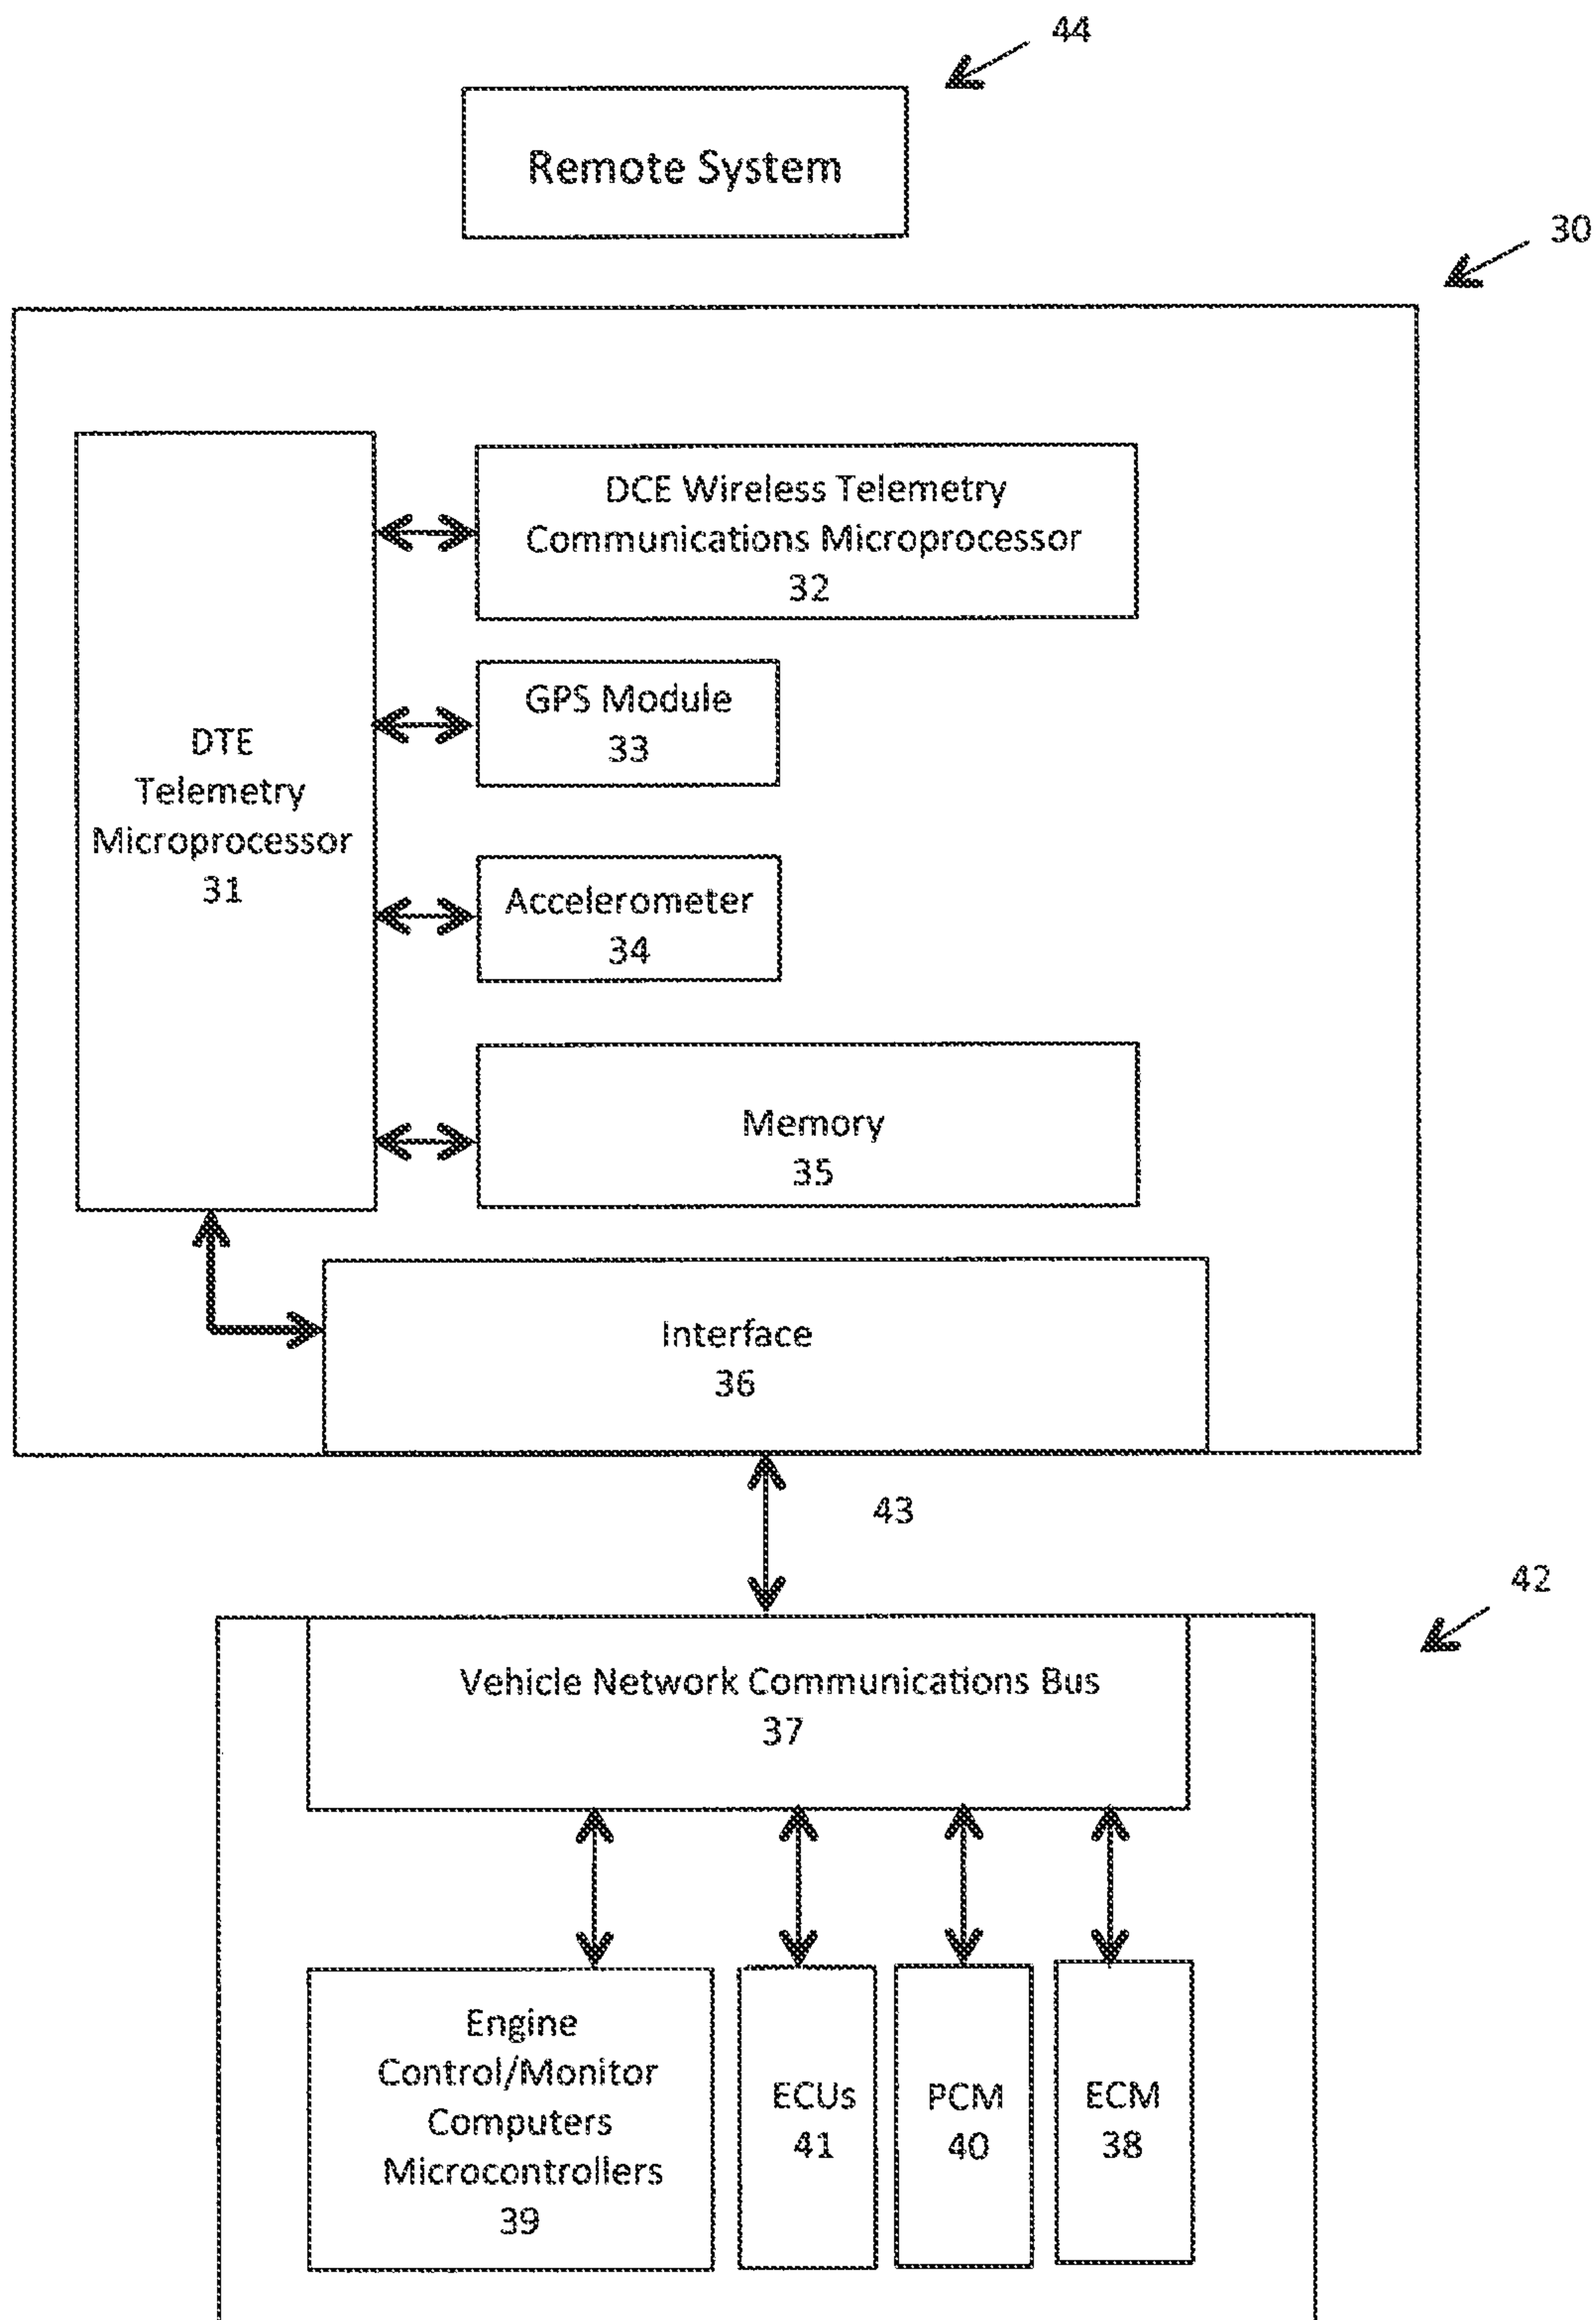 44
Remote System
30
DCE Wireless Telemetry
Communications Microprocessor
32
GPS Module
33
DTE
Telemetry
Microprocessor
31
Accelerometer
34
Memory
35
Interface
36
43
42
Vehicle Network Communications Bus
37
Engine
Control/Monitor
Computers
Microcontrollers
39
ECUs
41
PCM
40
ECM
38